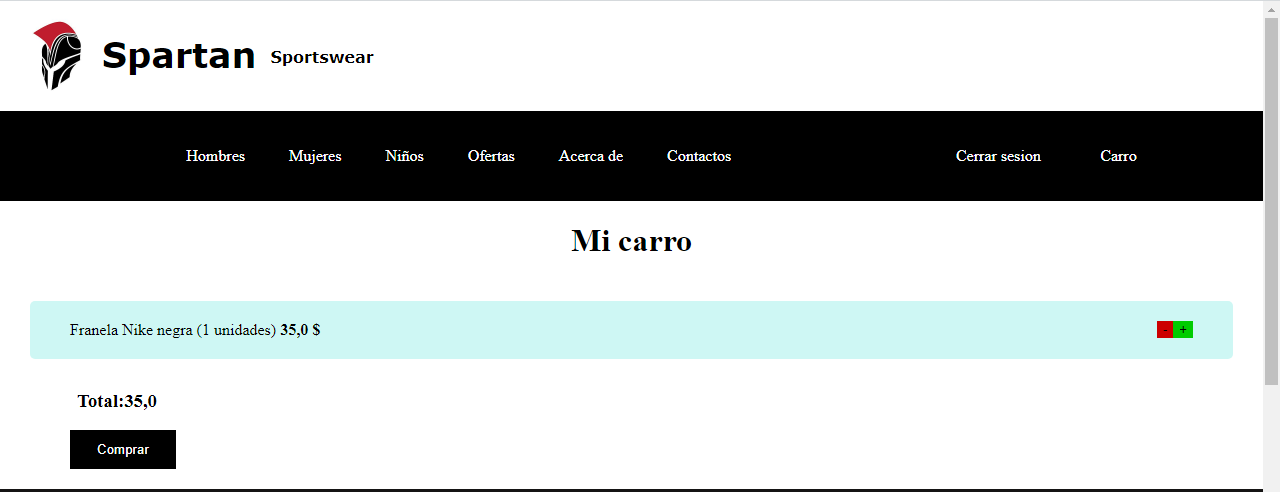 Spartan Sportswear
Hombres Mujeres Niños Ofertas Acerca de Contactos Cerrar sesion Carro
Mi carro
Franela Nike negra (1 unidades) 35,0 $ - +
Total:35,0
Comprar